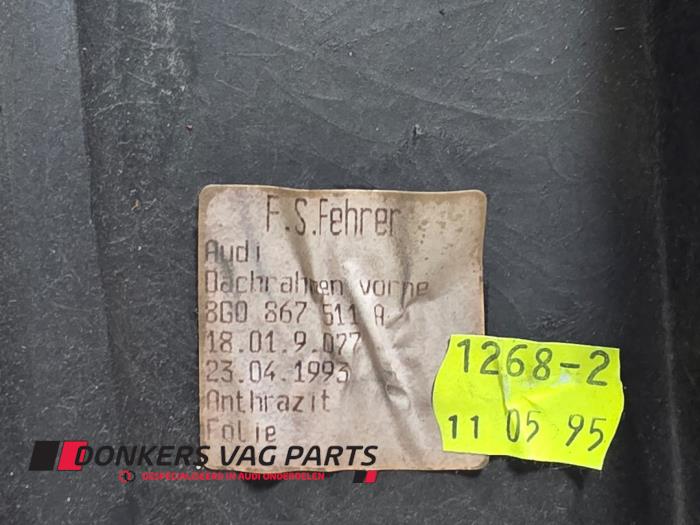 F.S.Fehrer
Audi
Dachrahmen vorne
8G0 867 511 A
18.01.9.077
23.04.1993
Anthrazit
Folie
1268-2
11 05 95
DONKERS VAG PARTS
GESPECIALISEERD IN AUDI ONDERDELEN